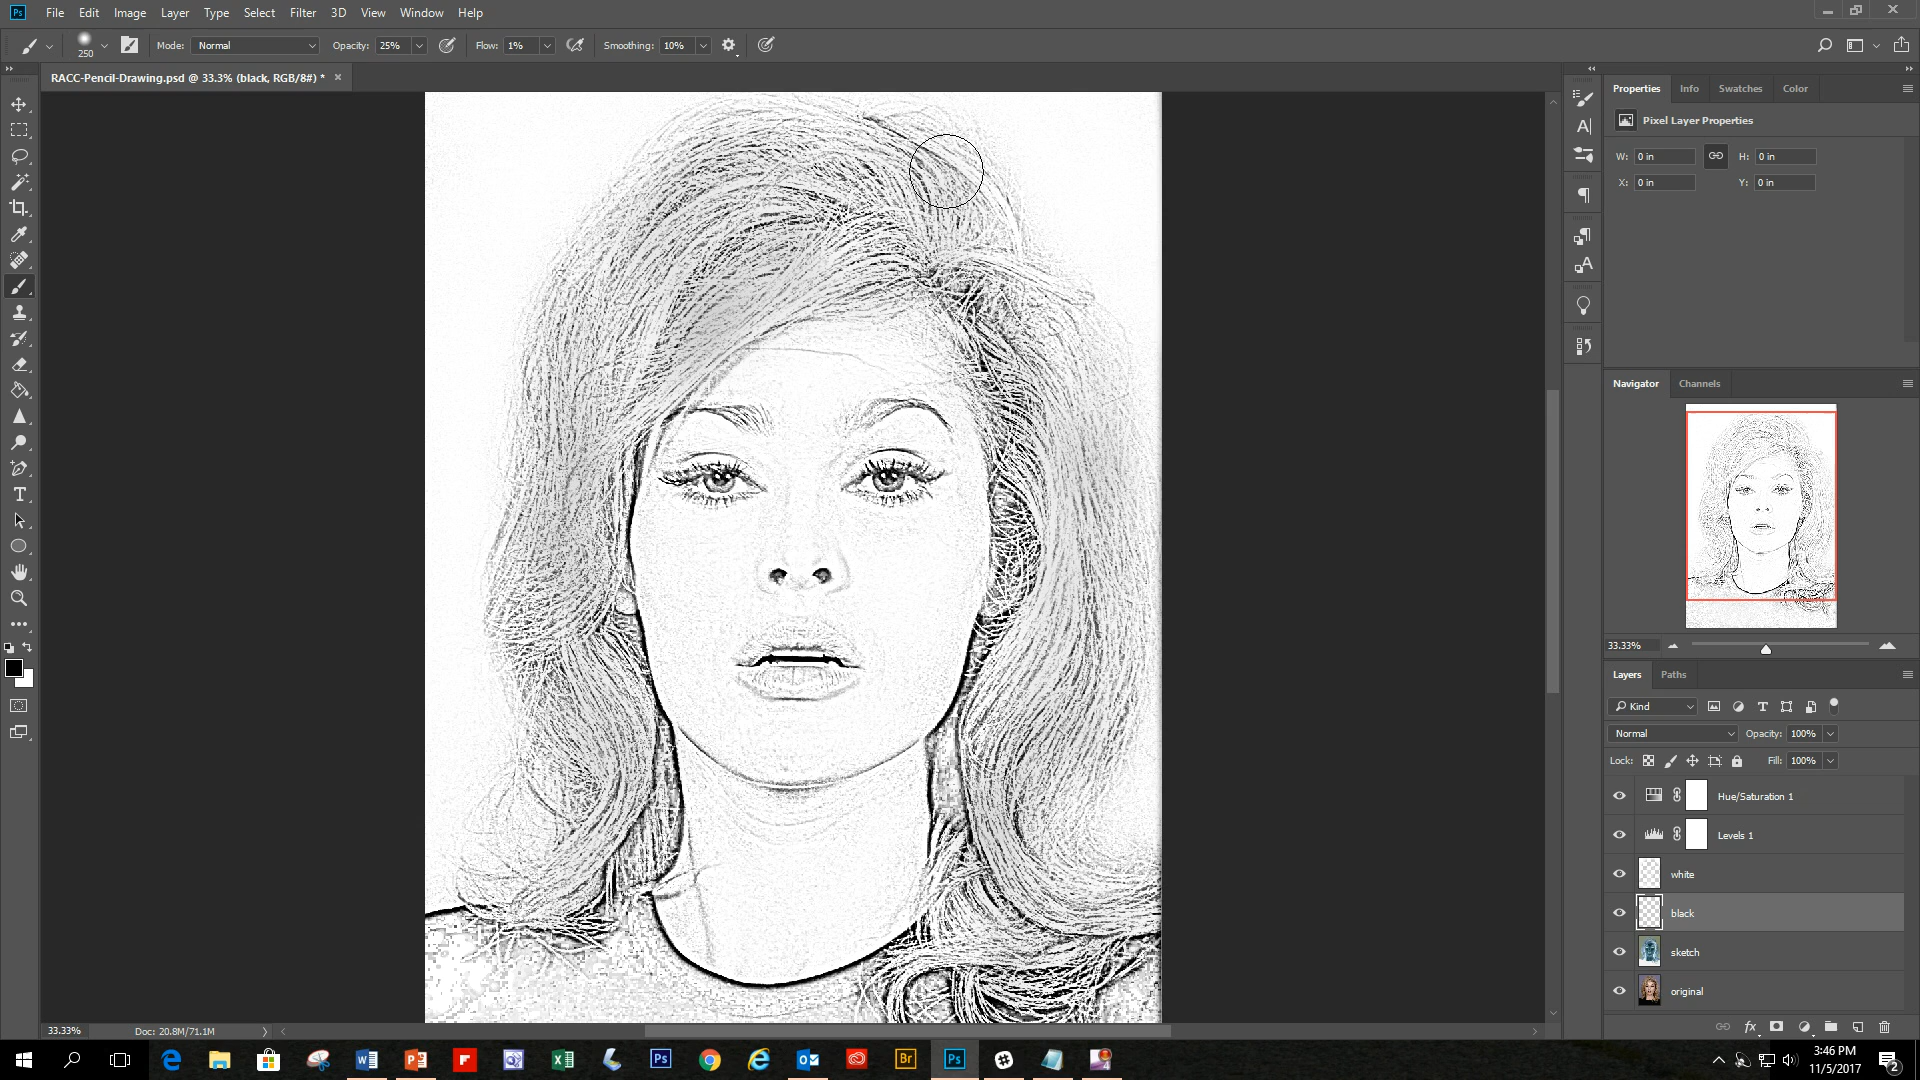 Ps File Edit Image Layer Type Select Filter 3D View Window Help
250 Mode: Normal Opacity: 25% Flow: 1% Smoothing: 10%
RACC-Pencil-Drawing.psd @ 33.3% (black, RGB/8#) * ×
Properties Info Swatches Color
Pixel Layer Properties
W: 0 in H: 0 in
X: 0 in Y: 0 in
Navigator Channels
33.33%
Layers Paths
Kind
Normal Opacity: 100%
Lock: Fill: 100%
Hue/Saturation 1
Levels 1
white
black
sketch
original
33.33% Doc: 20.8M/71.1M
3:46 PM
11/5/2017
2